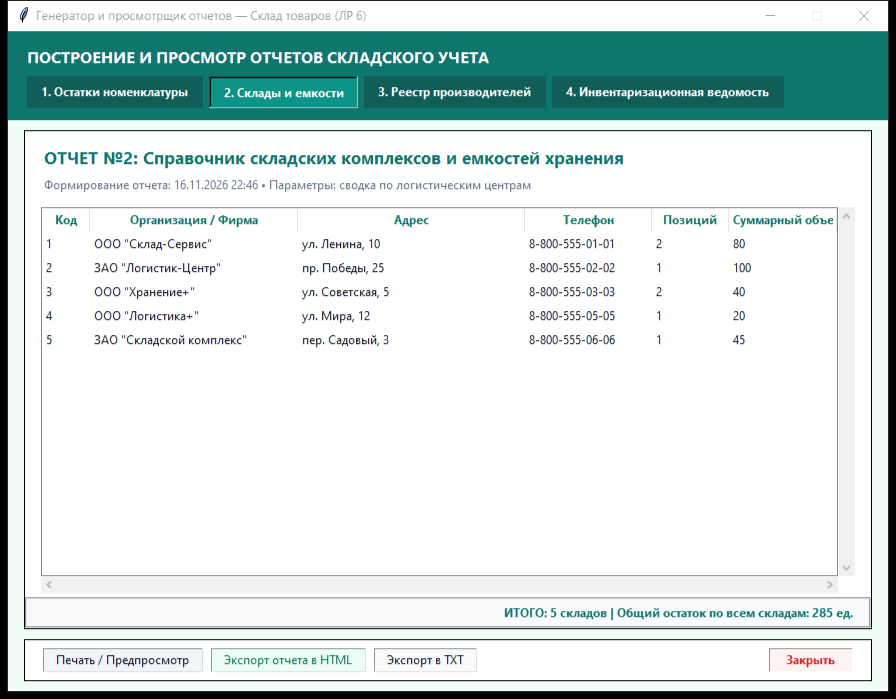 Генератор и просмотрщик отчетов — Склад товаров (ЛР 6)
ПОСТРОЕНИЕ И ПРОСМОТР ОТЧЕТОВ СКЛАДСКОГО УЧЕТА
1. Остатки номенклатуры 2. Склады и емкости 3. Реестр производителей 4. Инвентаризационная ведомость
ОТЧЕТ №2: Справочник складских комплексов и емкостей хранения
Формирование отчета: 16.11.2026 22:46 • Параметры: сводка по логистическим центрам
Код Организация / Фирма Адрес Телефон Позиций Суммарный объе
1 ООО "Склад-Сервис" ул. Ленина, 10 8-800-555-01-01 2 80
2 ЗАО "Логистик-Центр" пр. Победы, 25 8-800-555-02-02 1 100
3 ООО "Хранение+" ул. Советская, 5 8-800-555-03-03 2 40
4 ООО "Логистика+" ул. Мира, 12 8-800-555-05-05 1 20
5 ЗАО "Складской комплекс" пер. Садовый, 3 8-800-555-06-06 1 45
ИТОГО: 5 складов | Общий остаток по всем складам: 285 ед.
Печать / Предпросмотр Экспорт отчета в HTML Экспорт в TXT Закрыть